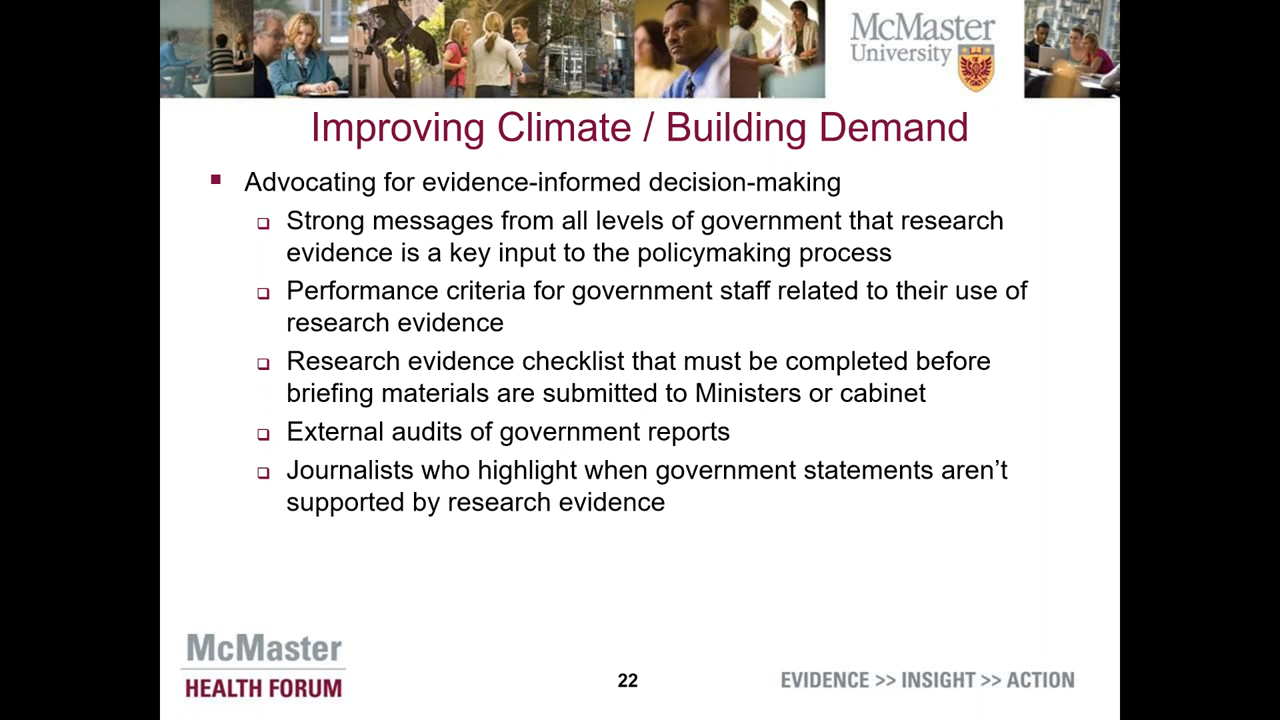 McMaster
University
Improving Climate / Building Demand
Advocating for evidence-informed decision-making
Strong messages from all levels of government that research
evidence is a key input to the policymaking process
Performance criteria for government staff related to their use of
research evidence
Research evidence checklist that must be completed before
briefing materials are submitted to Ministers or cabinet
External audits of government reports
Journalists who highlight when government statements aren’t
supported by research evidence
McMaster
HEALTH FORUM
22
EVIDENCE >> INSIGHT >> ACTION